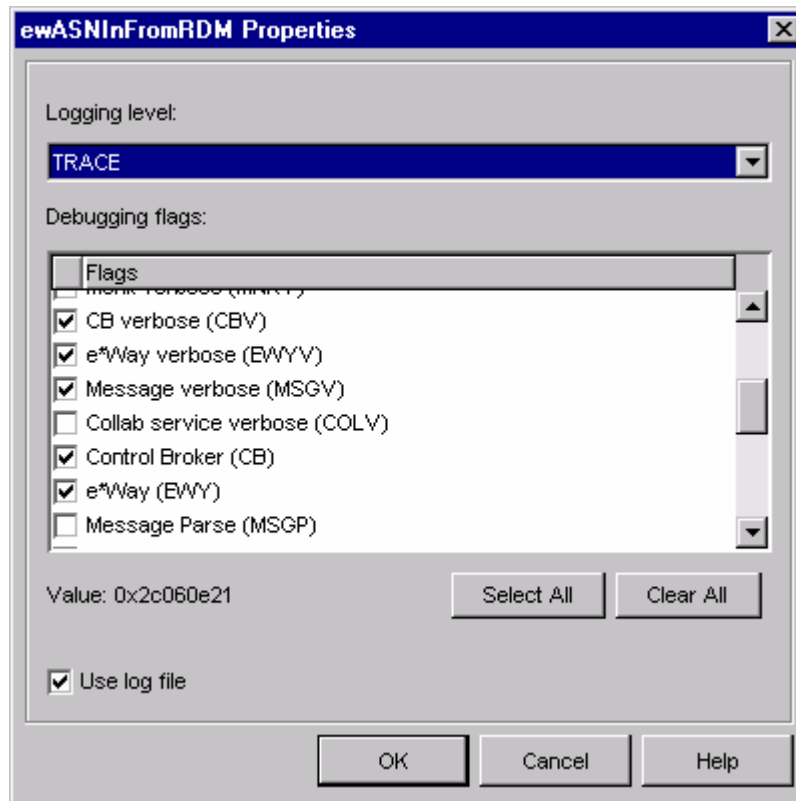 ewASNInFromRDM Properties
Logging level:
TRACE
Debugging flags:
Flags
CB verbose (CBV)
e*Way verbose (EWYV)
Message verbose (MSGV)
Collab service verbose (COLV)
Control Broker (CB)
e*Way (EWY)
Message Parse (MSGP)
Value: 0x2c060e21
Select All
Clear All
Use log file
OK
Cancel
Help